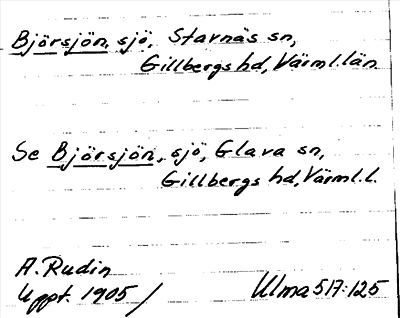 Björsjön, sjö, Stavnäs sn,
Gillbergs hd, Värml. län
Se Björsjön, sjö, Glava sn,
Gillbergs hd, Värml. l.
A. Rudin
Uppt. 1905 /
Ulma 517:125